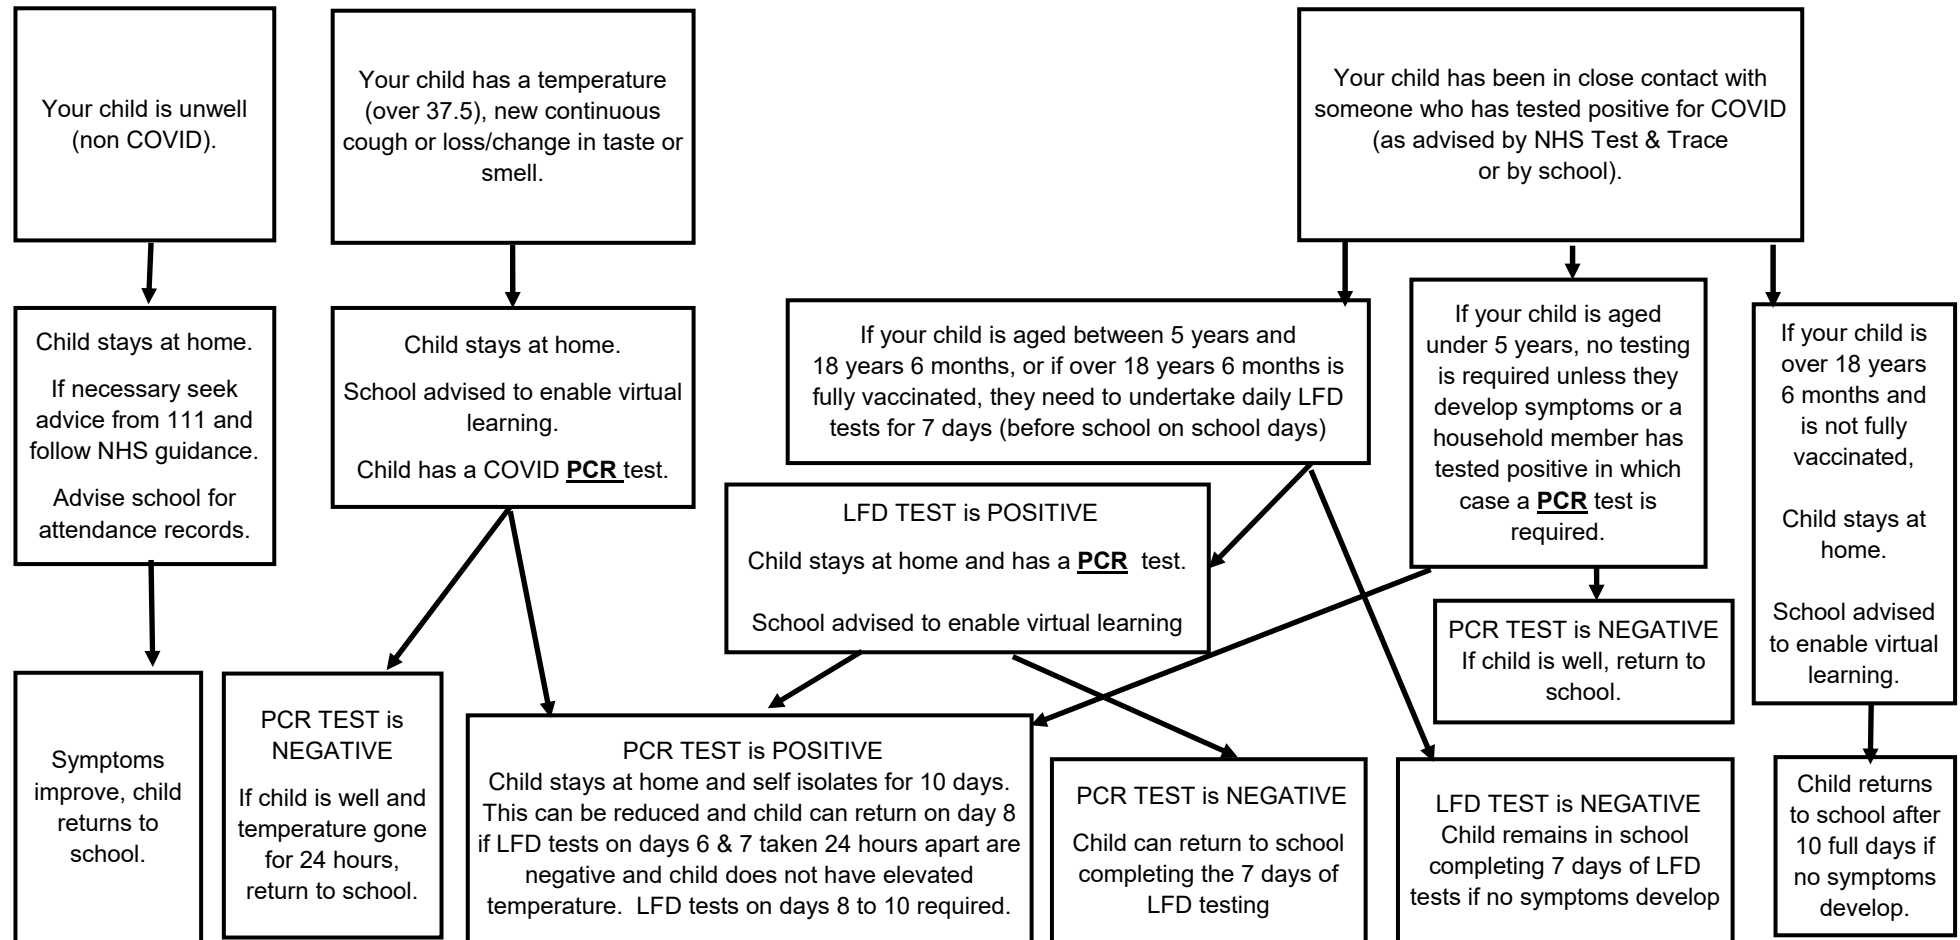 Your child is unwell
(non COVID).
Your child has a temperature
(over 37.5), new continuous
cough or loss/change in taste or
smell.
Your child has been in close contact with
someone who has tested positive for COVID
(as advised by NHS Test & Trace
or by school).
Child stays at home.
If necessary seek
advice from 111 and
follow NHS guidance.
Advise school for
attendance records.
Child stays at home.
School advised to enable virtual
learning.
Child has a COVID PCR test.
If your child is aged between 5 years and
18 years 6 months, or if over 18 years 6 months is
fully vaccinated, they need to undertake daily LFD
tests for 7 days (before school on school days)
If your child is aged
under 5 years, no testing
is required unless they
develop symptoms or a
household member has
tested positive in which
case a PCR test is
required.
If your child is
over 18 years
6 months and
is not fully
vaccinated,
Child stays at
home.
School advised
to enable virtual
learning.
LFD TEST is POSITIVE
Child stays at home and has a PCR test.
School advised to enable virtual learning
PCR TEST is NEGATIVE
If child is well, return to
school.
Symptoms
improve, child
returns to
school.
PCR TEST is
NEGATIVE
If child is well and
temperature gone
for 24 hours,
return to school.
PCR TEST is POSITIVE
Child stays at home and self isolates for 10 days.
This can be reduced and child can return on day 8
if LFD tests on days 6 & 7 taken 24 hours apart are
negative and child does not have elevated
temperature. LFD tests on days 8 to 10 required.
PCR TEST is NEGATIVE
Child can return to school
completing the 7 days of
LFD testing
LFD TEST is NEGATIVE
Child remains in school
completing 7 days of LFD
tests if no symptoms develop
Child returns
to school after
10 full days if
no symptoms
develop.